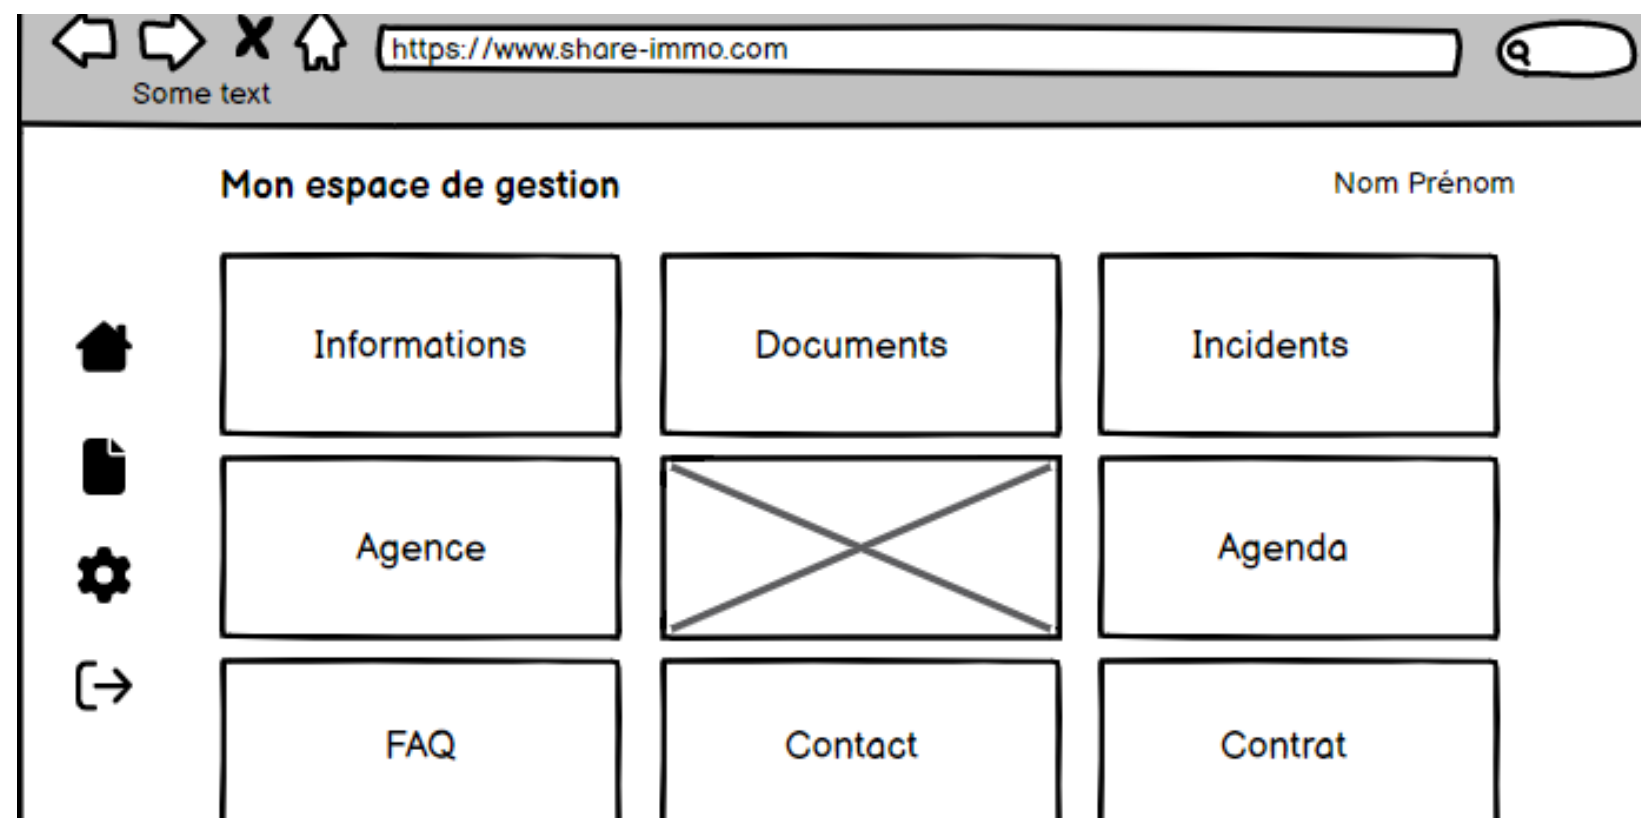 https://www.share-immo.com
Some text
Mon espace de gestion
Nom Prénom
Informations
Documents
Incidents
Agence
Agenda
FAQ
Contact
Contrat